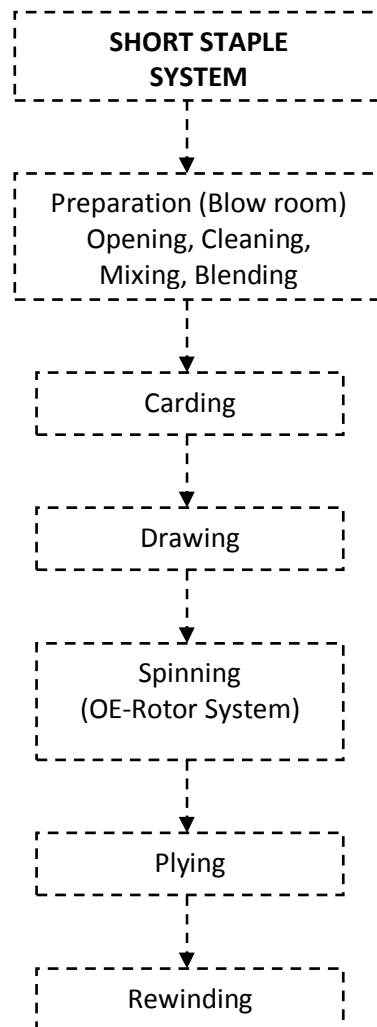 SHORT STAPLE
SYSTEM
Preparation (Blow room)
Opening, Cleaning,
Mixing, Blending
Carding
Drawing
Spinning
(OE-Rotor System)
Plying
Rewinding